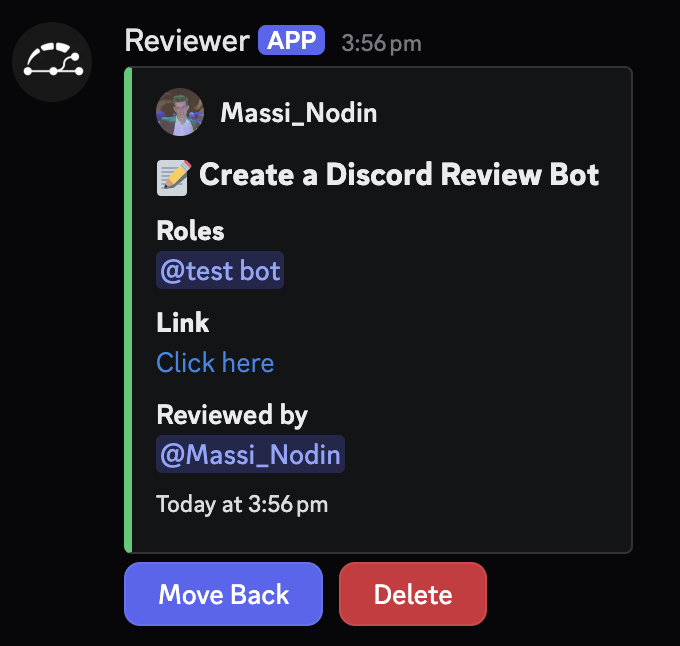 Reviewer APP 3:56 pm
Massi_Nodin
📝 Create a Discord Review Bot
Roles
@test bot
Link
Click here
Reviewed by
@Massi_Nodin
Today at 3:56 pm
Move Back Delete